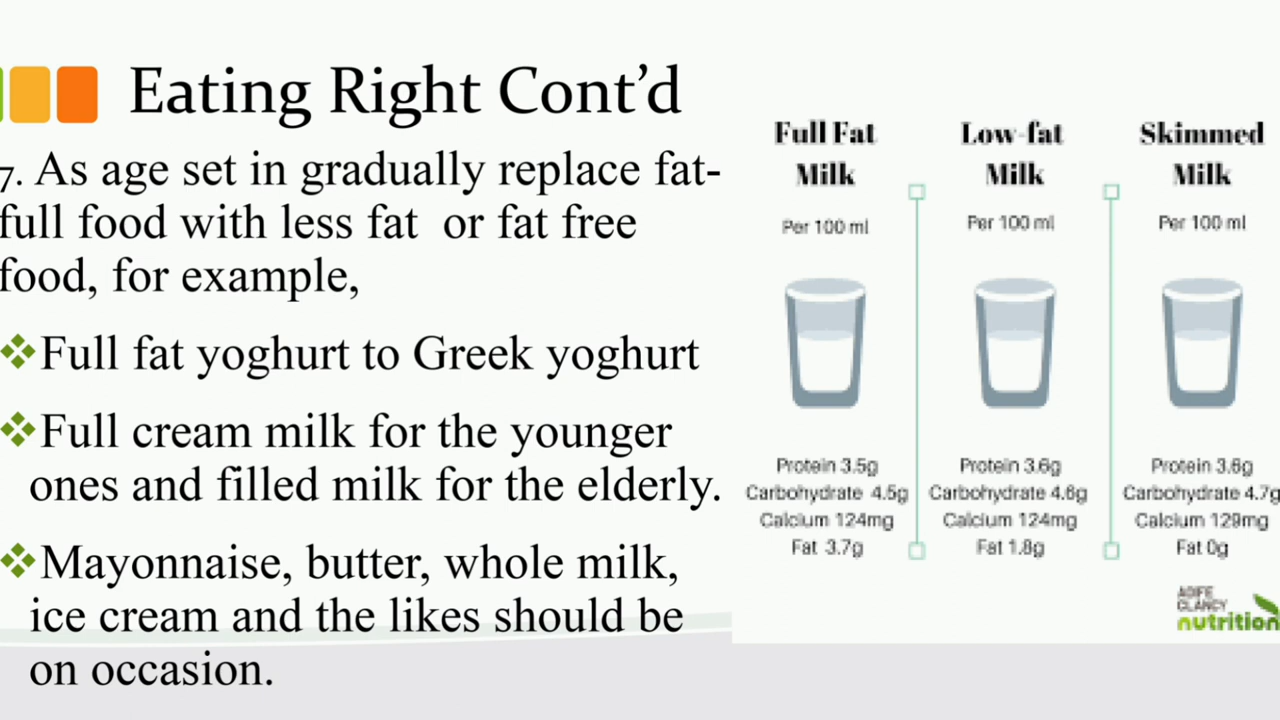 Eating Right Cont’d
7. As age set in gradually replace fat-
full food with less fat or fat free
food, for example,
❖Full fat yoghurt to Greek yoghurt
❖Full cream milk for the younger
ones and filled milk for the elderly.
❖Mayonnaise, butter, whole milk,
ice cream and the likes should be
on occasion.
Full Fat
Milk
Per 100 ml
Protein 3.5g
Carbohydrate 4.5g
Calcium 124mg
Fat 3.7g
Low-fat
Milk
Per 100 ml
Protein 3.6g
Carbohydrate 4.6g
Calcium 124mg
Fat 1.8g
Skimmed
Milk
Per 100 ml
Protein 3.6g
Carbohydrate 4.7g
Calcium 129mg
Fat 0g
CLANCY
nutrition